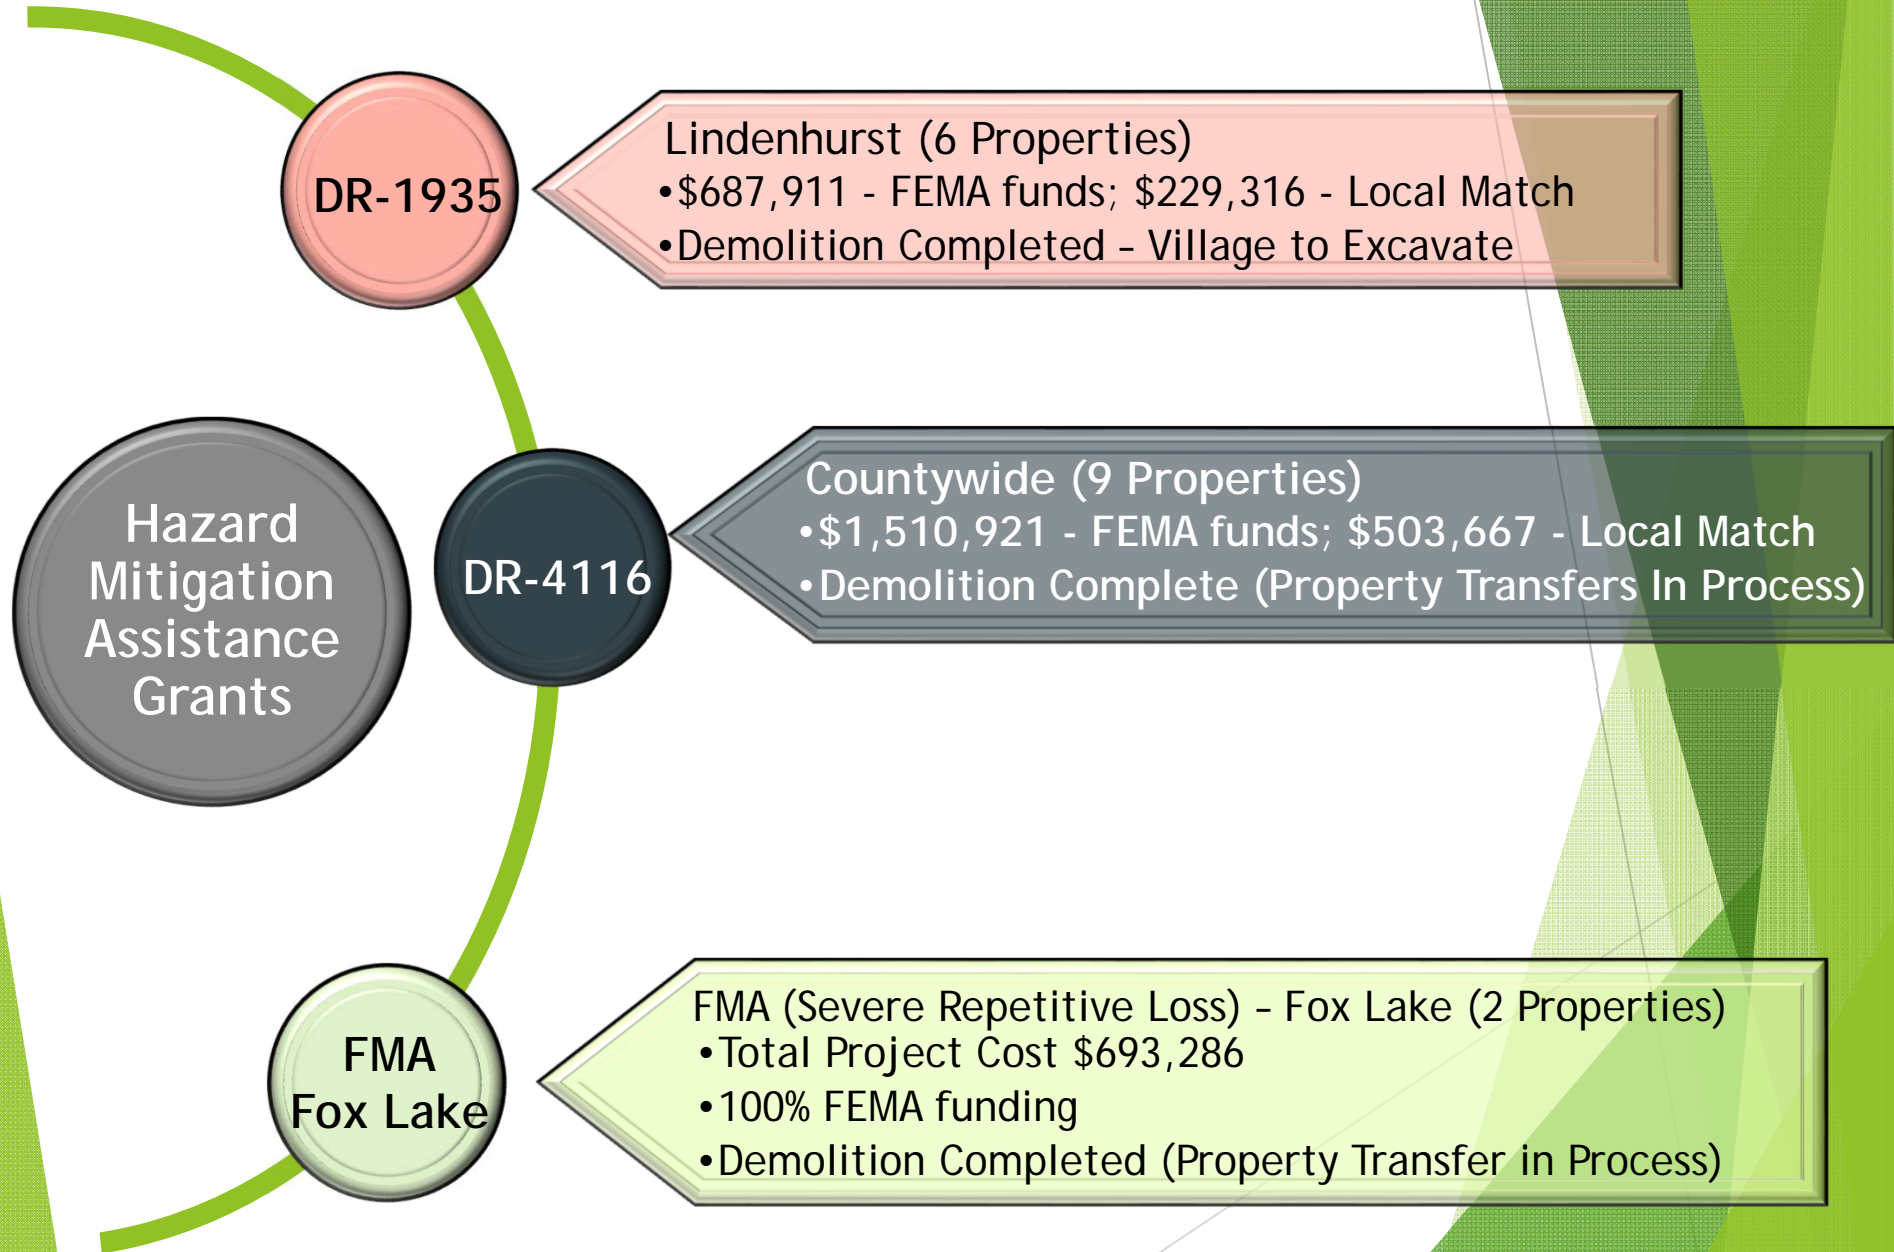 DR-1935
Lindenhurst (6 Properties)
•$687,911 - FEMA funds; $229,316 - Local Match
•Demolition Completed – Village to Excavate
Hazard
Mitigation
Assistance
Grants
DR-4116
Countywide (9 Properties)
•$1,510,921 - FEMA funds; $503,667 - Local Match
•Demolition Complete (Property Transfers In Process)
FMA
Fox Lake
FMA (Severe Repetitive Loss) – Fox Lake (2 Properties)
•Total Project Cost $693,286
•100% FEMA funding
•Demolition Completed (Property Transfer in Process)